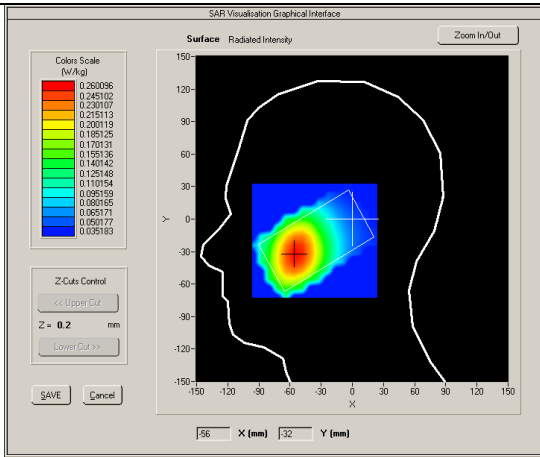 SAR Visualisation Graphical Interface
Surface Radiated Intensity
Zoom In/Out
Colors Scale
(W/kg)
0.260096
0.245102
0.230107
0.215113
0.200119
0.185125
0.170131
0.155136
0.140142
0.125148
0.110154
0.095159
0.080165
0.065171
0.050177
0.035183
Z-Cuts Control
<< Upper Cut
Z = 0.2 mm
Lower Cut >>
SAVE Cancel
150
120
90
60
30
0
-30
-60
-90
-120
-150
Y
-150 -120 -90 -60 -30 0 30 60 90 120 150
X
-56 X (mm) -32 Y (mm)